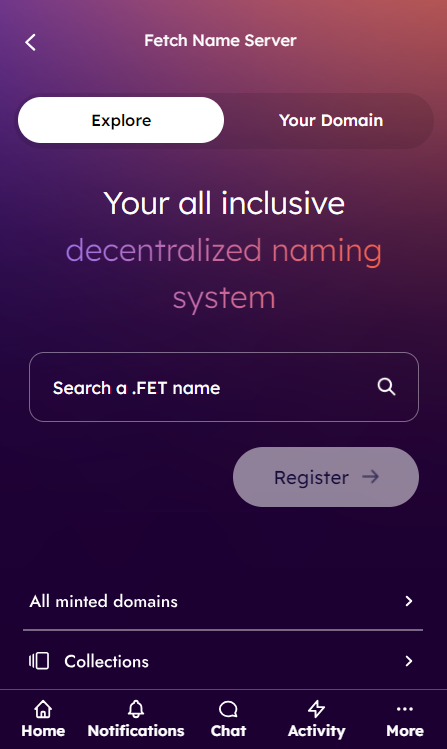 Fetch Name Server
Explore
Your Domain
Your all inclusive
decentralized naming
system
Search a .FET name
Register
All minted domains
Collections
Home
Notifications
Chat
Activity
More